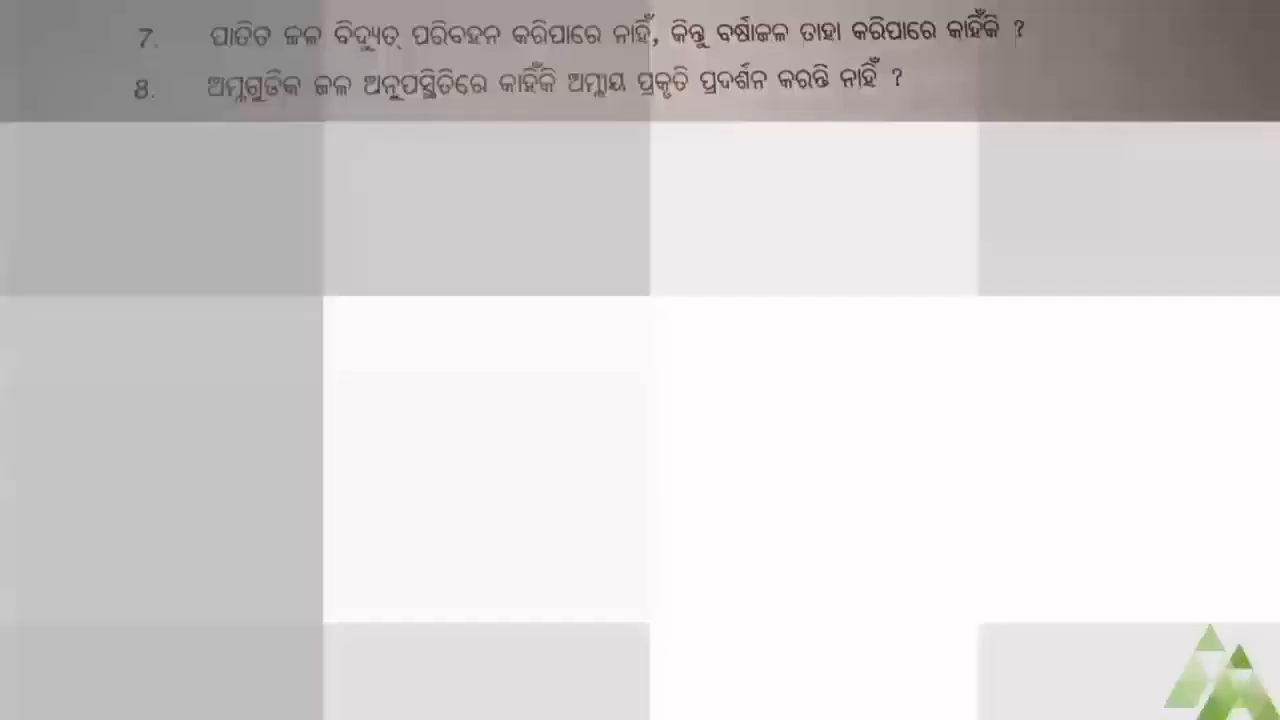 7. ପାତିତ ଜଳ ବିଦ୍ୟୁତ୍ ପରିବହନ କରିପାରେ ନାହିଁ, କିନ୍ତୁ ବର୍ଷାଜଳ ତାହା କରିପାରେ କାହିଁକି ?
8. ଅମ୍ଳଗୁଡିକ ଜଳ ଅନୁପସ୍ଥିତିରେ କାହିଁକି ଅମ୍ଳୀୟ ପ୍ରକୃତି ପ୍ରଦର୍ଶନ କରନ୍ତି ନାହିଁ ?